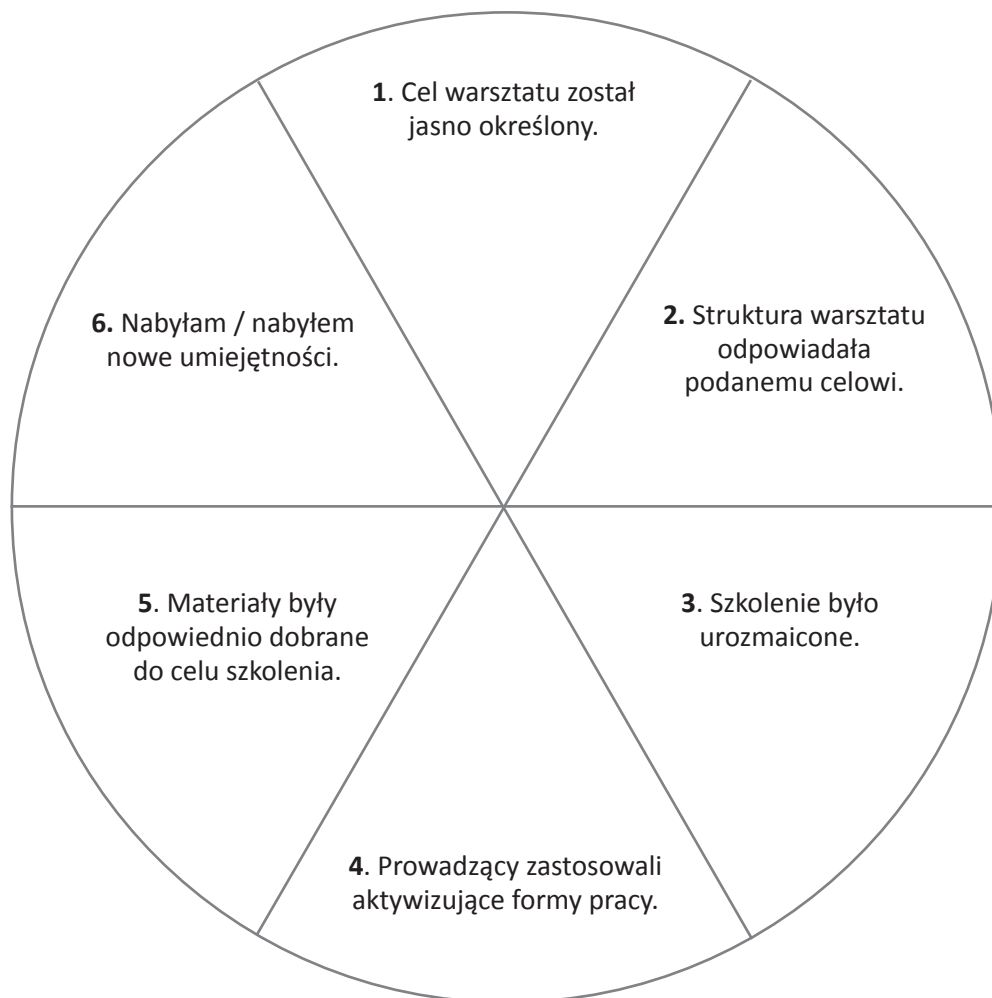 1. Cel warsztatu został
jasno określony.
2. Struktura warsztatu
odpowiadała
podanemu celowi.
3. Szkolenie było
urozmaicone.
4. Prowadzący zastosowali
aktywizujące formy pracy.
5. Materiały były
odpowiednio dobrane
do celu szkolenia.
6. Nabyłam / nabyłem
nowe umiejętności.